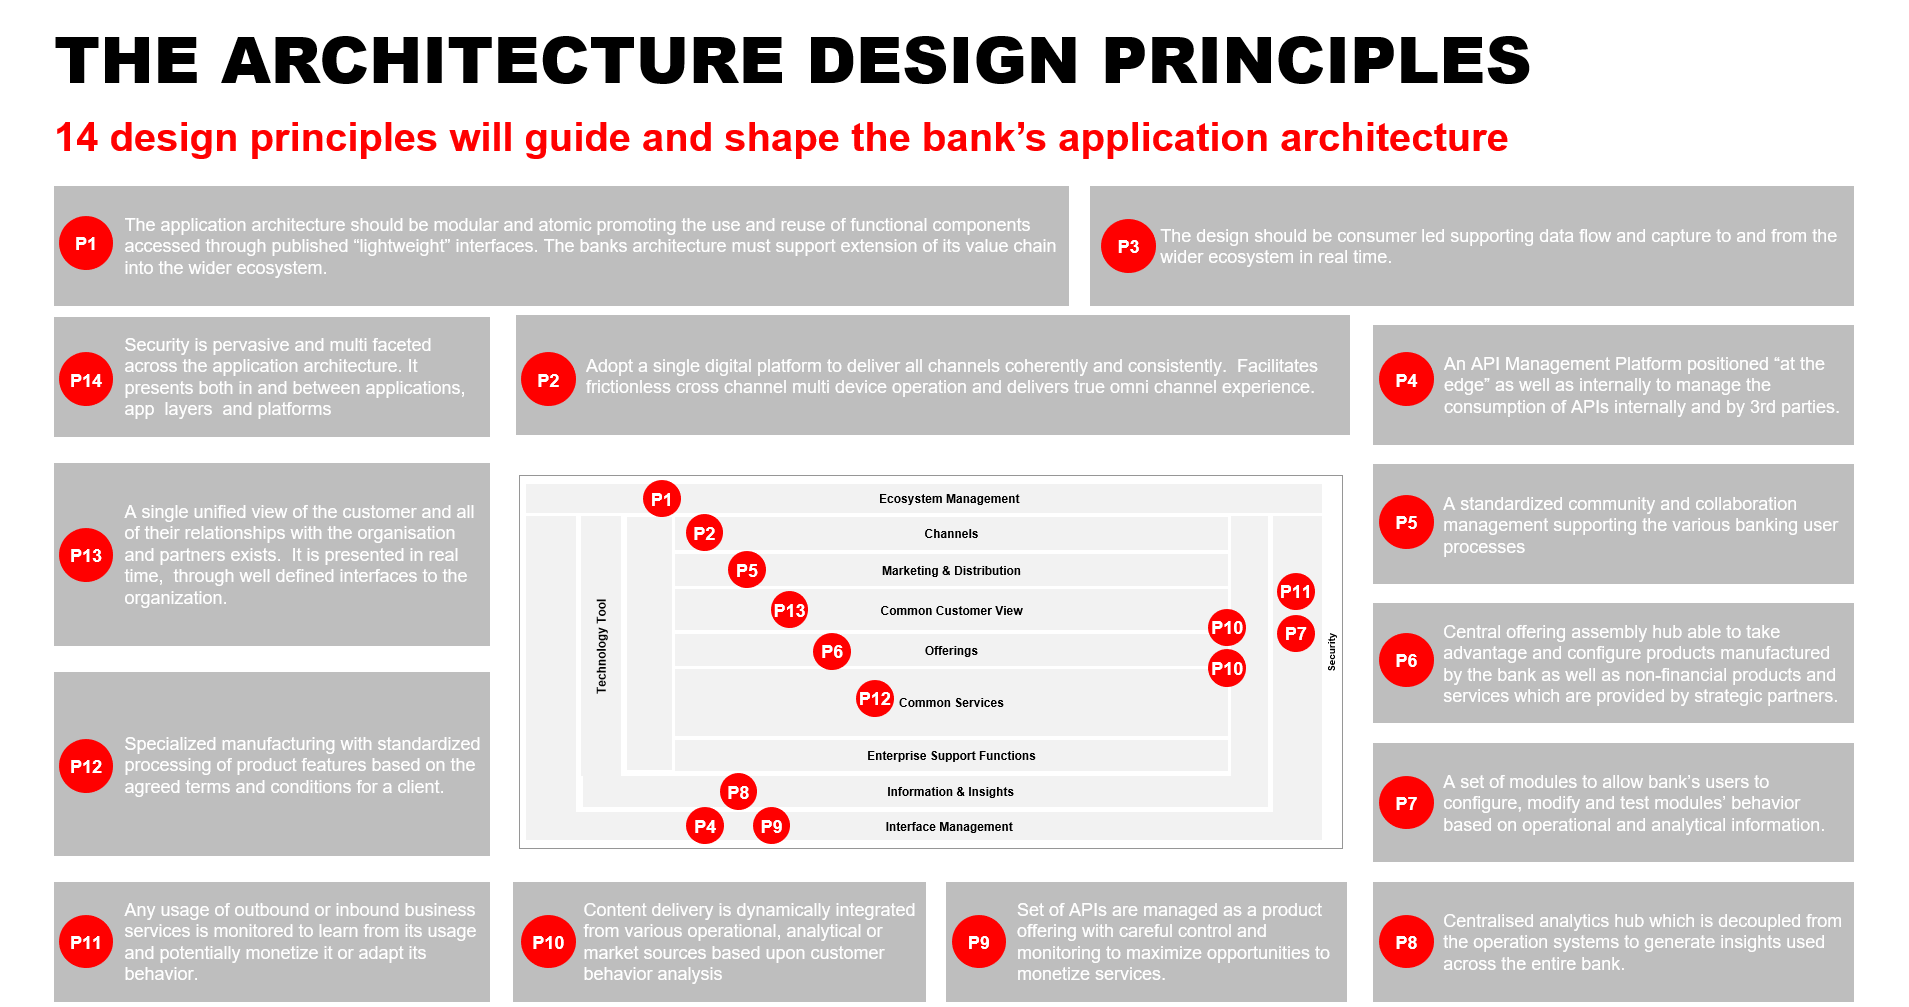 THE ARCHITECTURE DESIGN PRINCIPLES
14 design principles will guide and shape the bank’s application architecture
P1
The application architecture should be modular and atomic promoting the use and reuse of functional components
accessed through published “lightweight” interfaces. The banks architecture must support extension of its value chain
into the wider ecosystem.
P3
The design should be consumer led supporting data flow and capture to and from the
wider ecosystem in real time.
P14
Security is pervasive and multi faceted
across the application architecture. It
presents both in and between applications,
app  layers  and platforms
P2
Adopt a single digital platform to deliver all channels coherently and consistently.  Facilitates
frictionless cross channel multi device operation and delivers true omni channel experience.
P4
An API Management Platform positioned “at the
edge” as well as internally to manage the
consumption of APIs internally and by 3rd parties.
P13
A single unified view of the customer and all
of their relationships with the organisation
and partners exists.  It is presented in real
time,  through well defined interfaces to the
organization.
P12
Specialized manufacturing with standardized
processing of product features based on the
agreed terms and conditions for a client.
P1
Ecosystem Management
P2
Channels
P5
Marketing & Distribution
P13
Common Customer View
P6
Offerings
P12
Common Services
Enterprise Support Functions
P8
Information & Insights
P4
P9
Interface Management
Technology Tool
P10
P10
P11
P7
Security
P5
A standardized community and collaboration
management supporting the various banking user
processes
P6
Central offering assembly hub able to take
advantage and configure products manufactured
by the bank as well as non-financial products and
services which are provided by strategic partners.
P7
A set of modules to allow bank’s users to
configure, modify and test modules’ behavior
based on operational and analytical information.
P11
Any usage of outbound or inbound business
services is monitored to learn from its usage
and potentially monetize it or adapt its
behavior.
P10
Content delivery is dynamically integrated
from various operational, analytical or
market sources based upon customer
behavior analysis
P9
Set of APIs are managed as a product
offering with careful control and
monitoring to maximize opportunities to
monetize services.
P8
Centralised analytics hub which is decoupled from
the operation systems to generate insights used
across the entire bank.